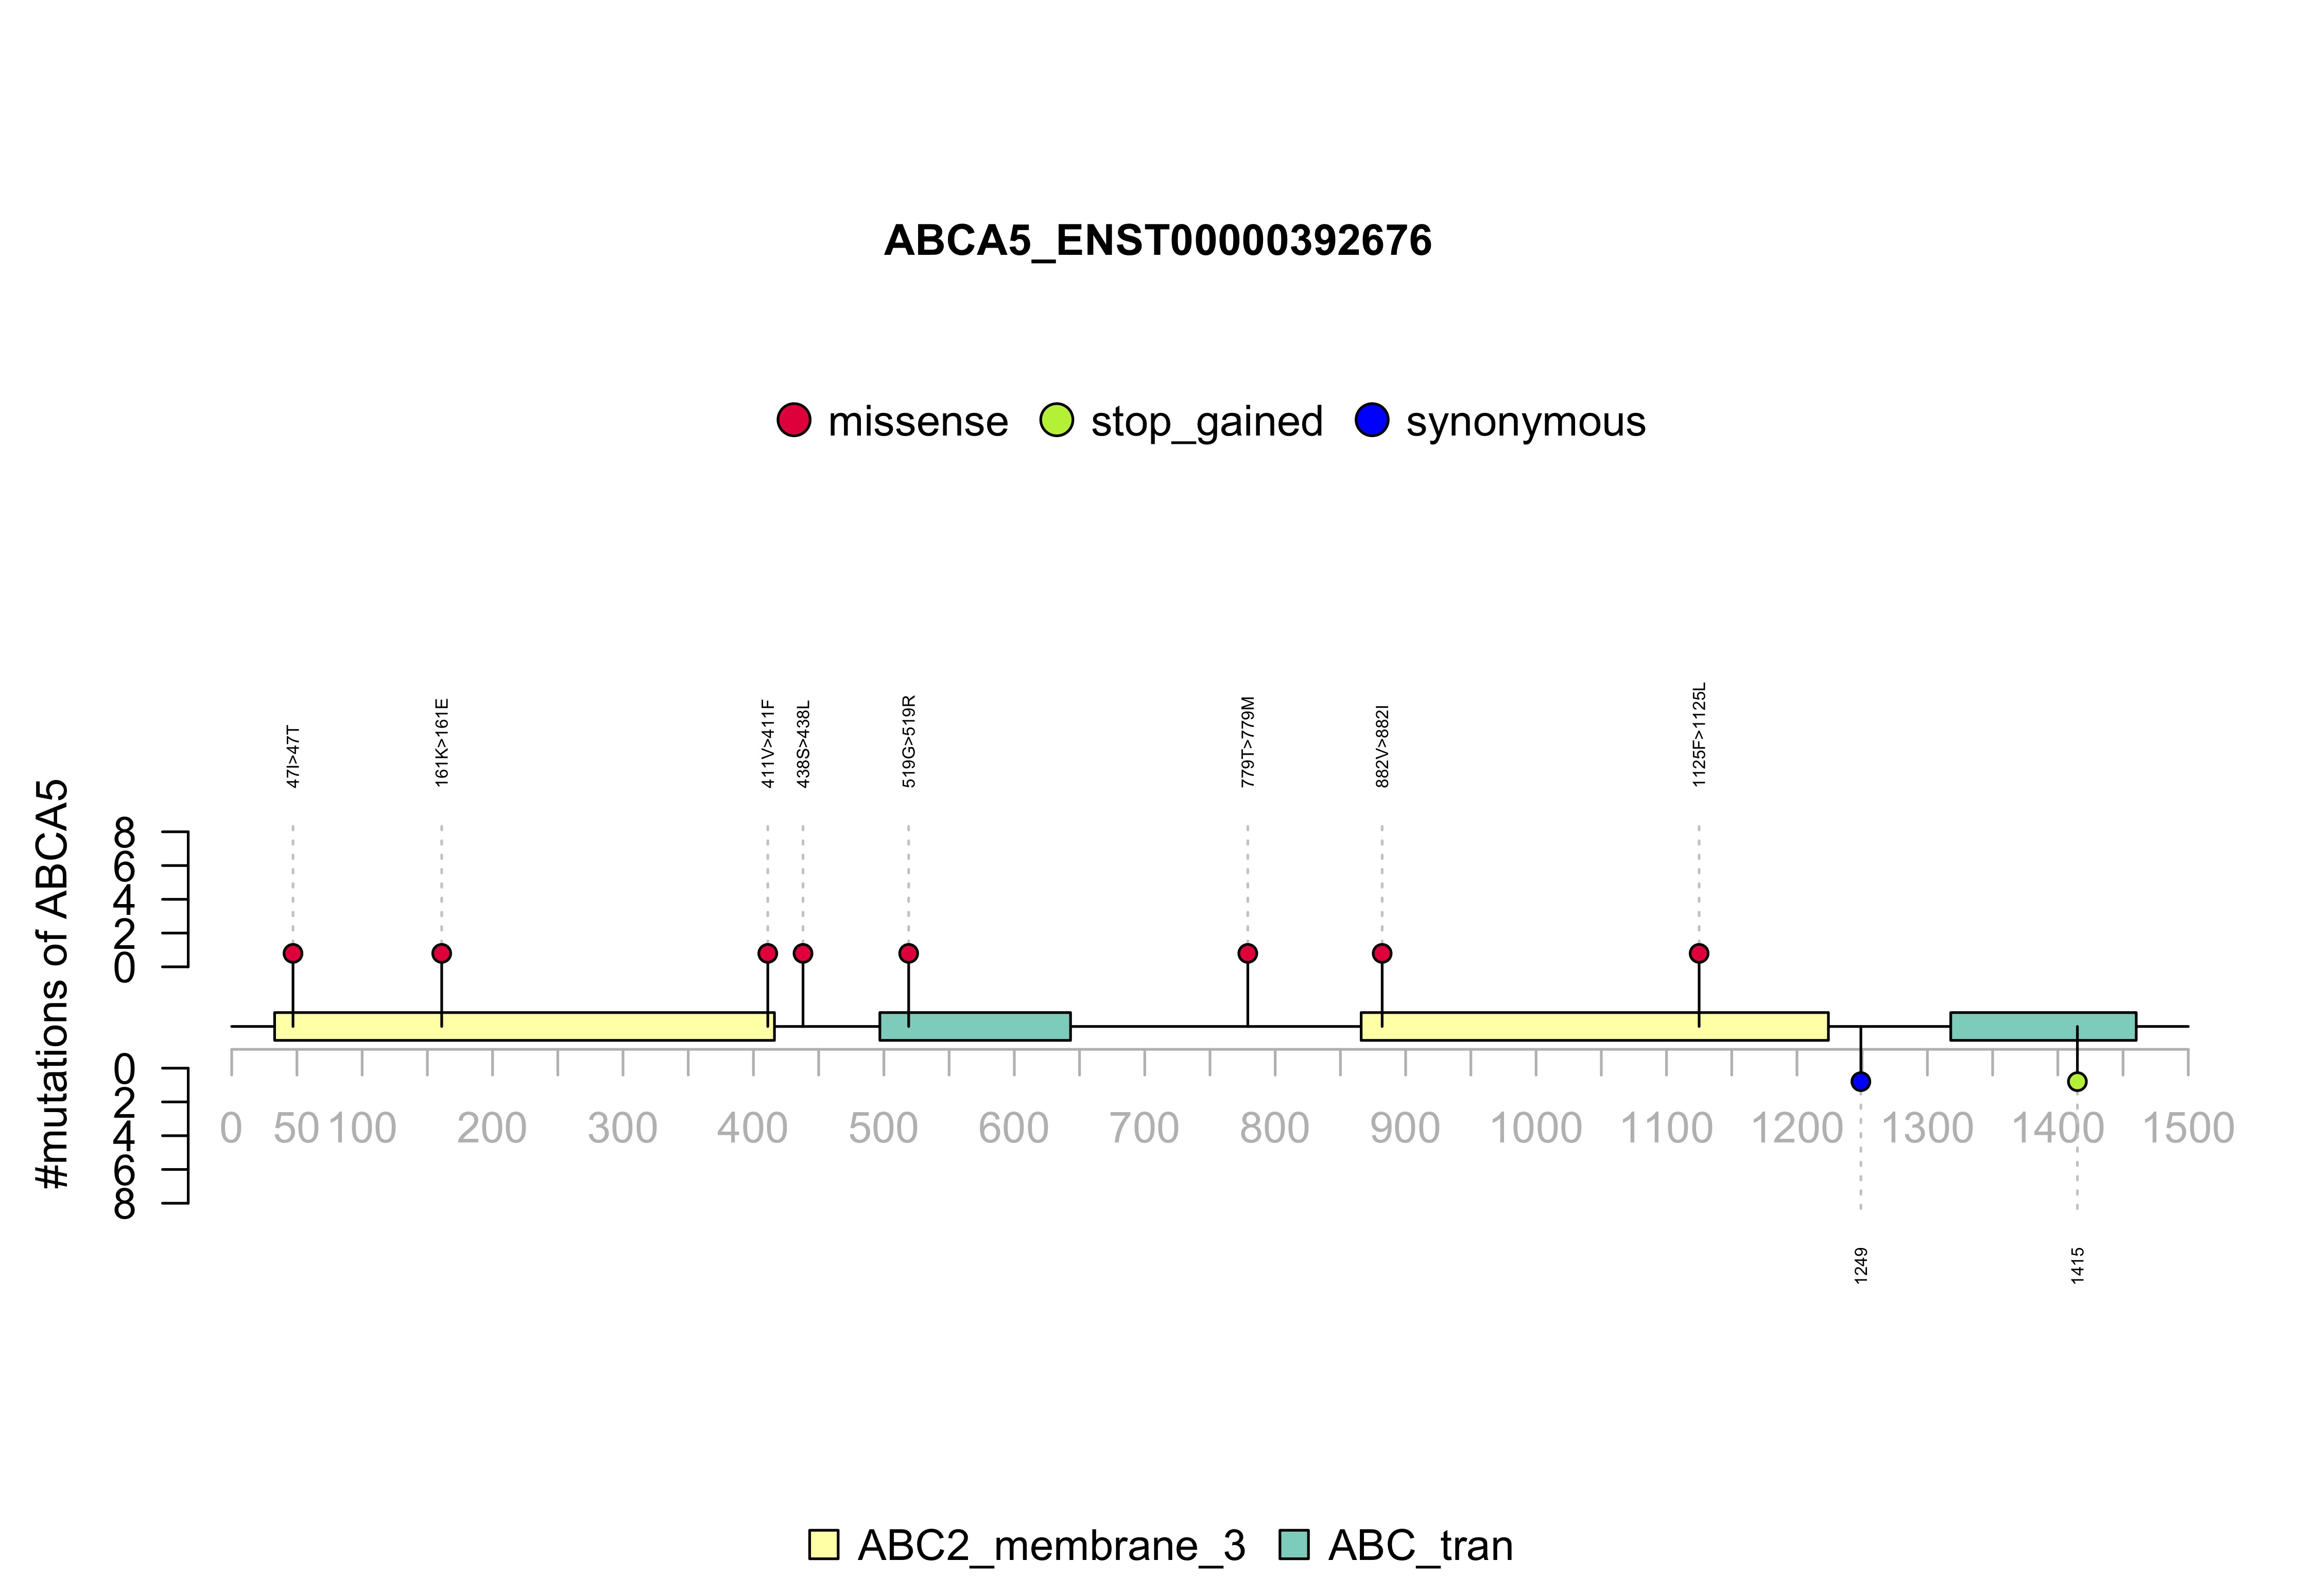 ABCA5_ENST00000392676
missense stop_gained synonymous
47I>47T
161K>161E
411V>411F
438S>438L
519G>519R
779T>779M
882V>882I
1125F>1125L
#mutations of ABCA5
8
6
4
2
0
0
2
4
6
8
0 50 100 200 300 400 500 600 700 800 900 1000 1100 1200 1300 1400 1500
1249
1415
ABC2_membrane_3 ABC_tran